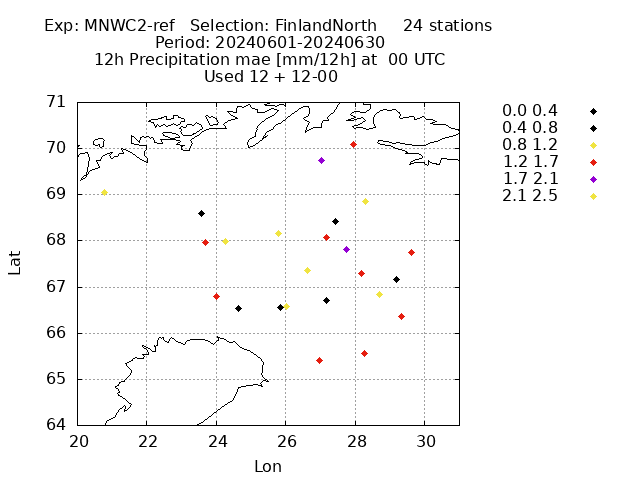 Exp: MNWC2-ref   Selection: FinlandNorth     24 stations
Period: 20240601-20240630
12h Precipitation mae [mm/12h] at  00 UTC
Used 12 + 12-00
71
70
69
68
67
66
65
64
20 22 24 26 28 30
Lat
Lon
0.0 0.4
0.4 0.8
0.8 1.2
1.2 1.7
1.7 2.1
2.1 2.5